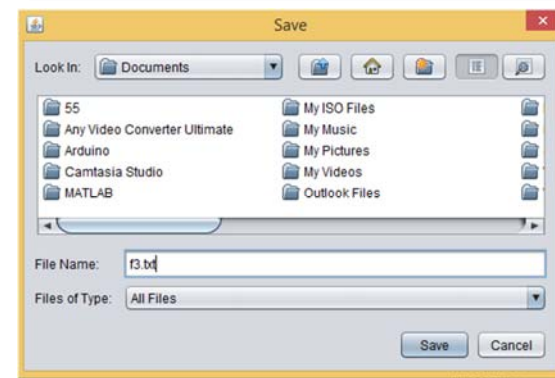 Save
Look In: Documents
55
Any Video Converter Ultimate
Arduino
Camtasia Studio
MATLAB
My ISO Files
My Music
My Pictures
My Videos
Outlook Files
File Name: f3.txt
Files of Type: All Files
Save Cancel